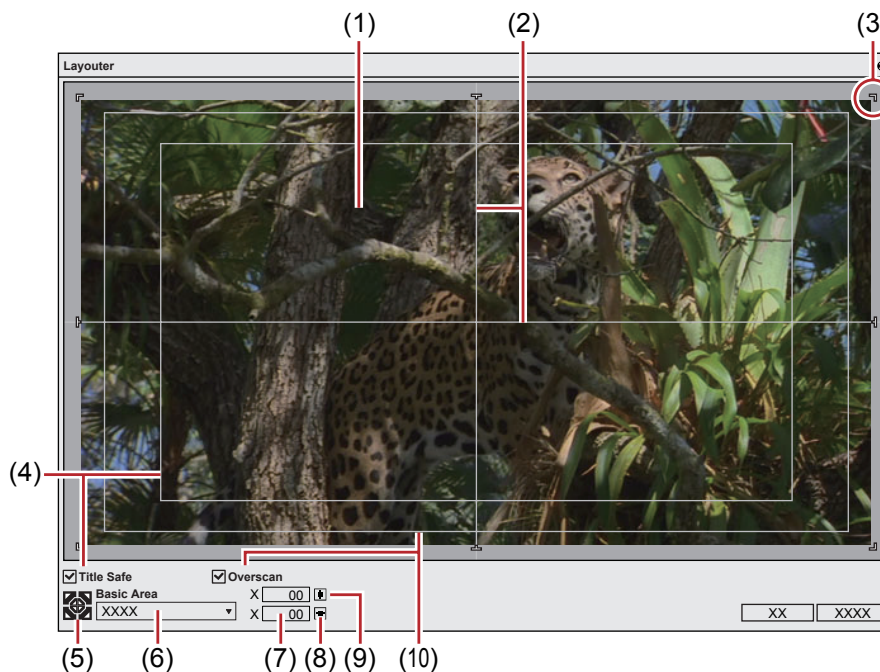 (1) (2) (3
Layouter
(4)
Title Safe Overscan
Basic Area X 00
XXXX X 00
XX XXXX
(5) (6) (7) (8) (9) (10)